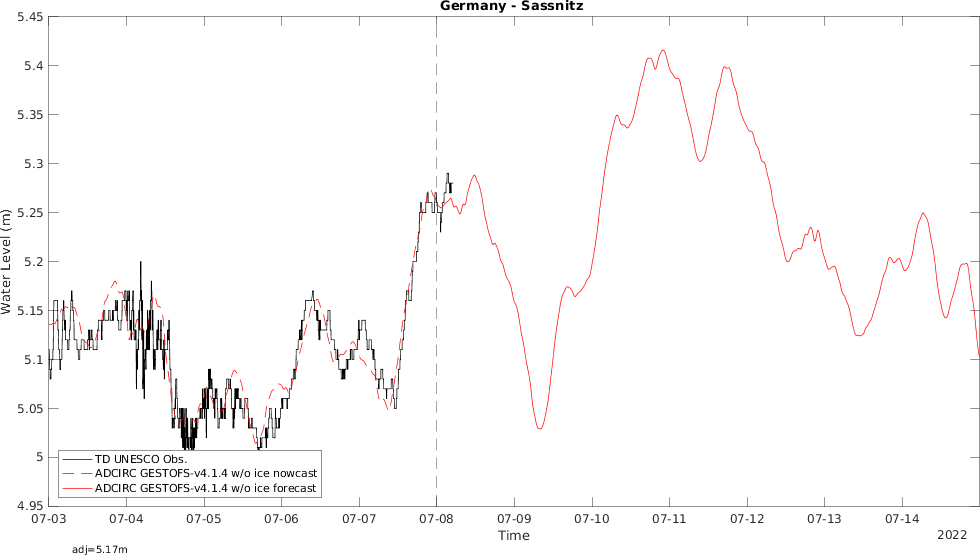 Germany - Sassnitz
5.45
5.4
5.35
5.3
5.25
5.2
5.15
5.1
5.05
5
4.95
Water Level (m)
TD UNESCO Obs.
ADCIRC GESTOFS-v4.1.4 w/o ice nowcast
ADCIRC GESTOFS-v4.1.4 w/o ice forecast
07-03 07-04 07-05 07-06 07-07 07-08 07-09 07-10 07-11 07-12 07-13 07-14
Time
2022
adj=5.17m